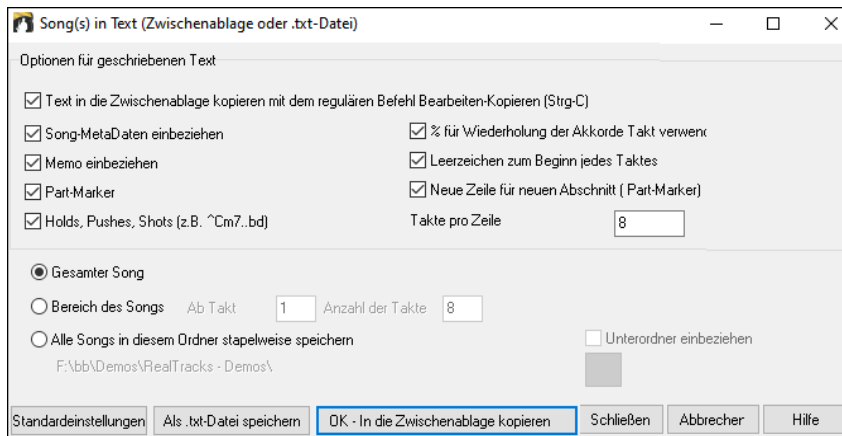 Song(s) in Text (Zwischenablage oder .txt-Datei)
Optionen für geschriebenen Text
Text in die Zwischenablage kopieren mit dem regulären Befehl Bearbeiten-Kopieren (Strg-C)
Song-MetaDaten einbeziehen
% für Wiederholung der Akkorde Takt verwend
Memo einbeziehen
Leerzeichen zum Beginn jedes Taktes
Part-Marker
Neue Zeile für neuen Abschnitt ( Part-Marker)
Holds, Pushes, Shots (z.B. ^Cm7..bd)
Takte pro Zeile 8
Gesamter Song
Bereich des Songs Ab Takt 1 Anzahl der Takte 8
Alle Songs in diesem Ordner stapelweise speichern
Unterordner einbeziehen
F:\bb\Demos\RealTracks - Demos\
Standardeinstellungen Als .txt-Datei speichern OK - In die Zwischenablage kopieren Schließen Abbrecher Hilfe